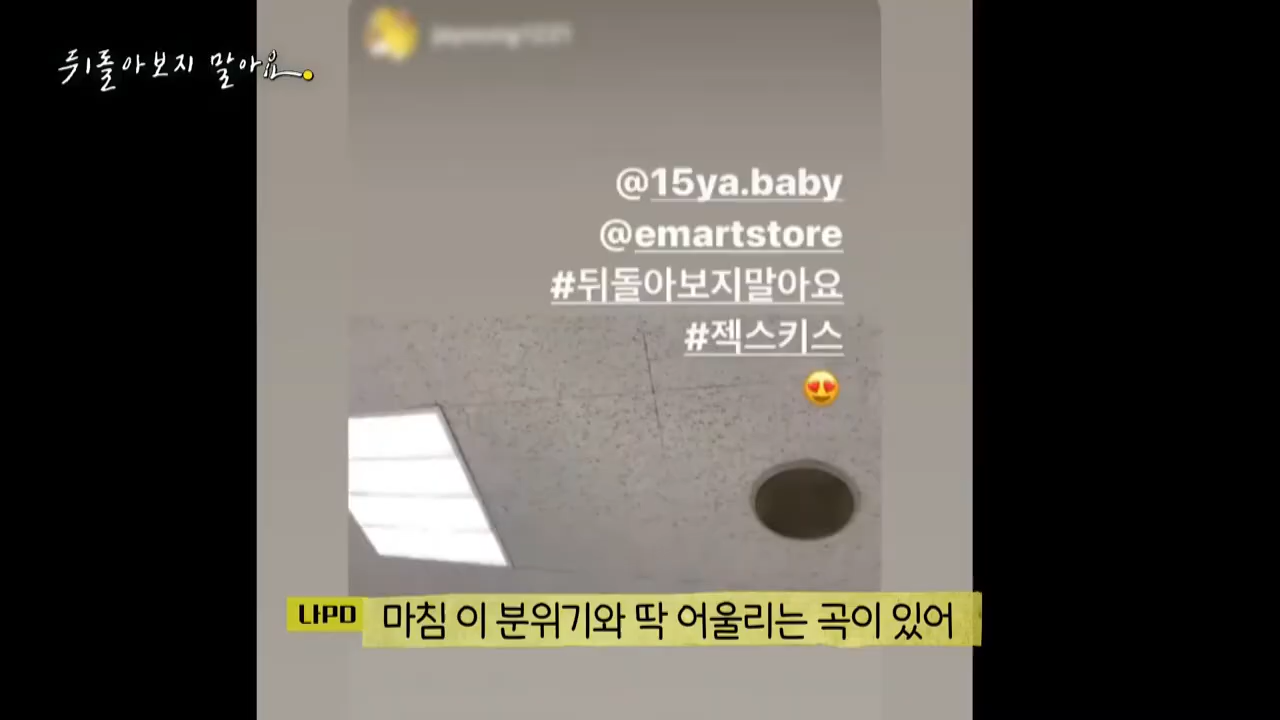 뒤돌아보지 말아요
@15ya.baby
@emartstore
#뒤돌아보지말아요
#젝스키스
나PD 마침 이 분위기와 딱 어울리는 곡이 있어